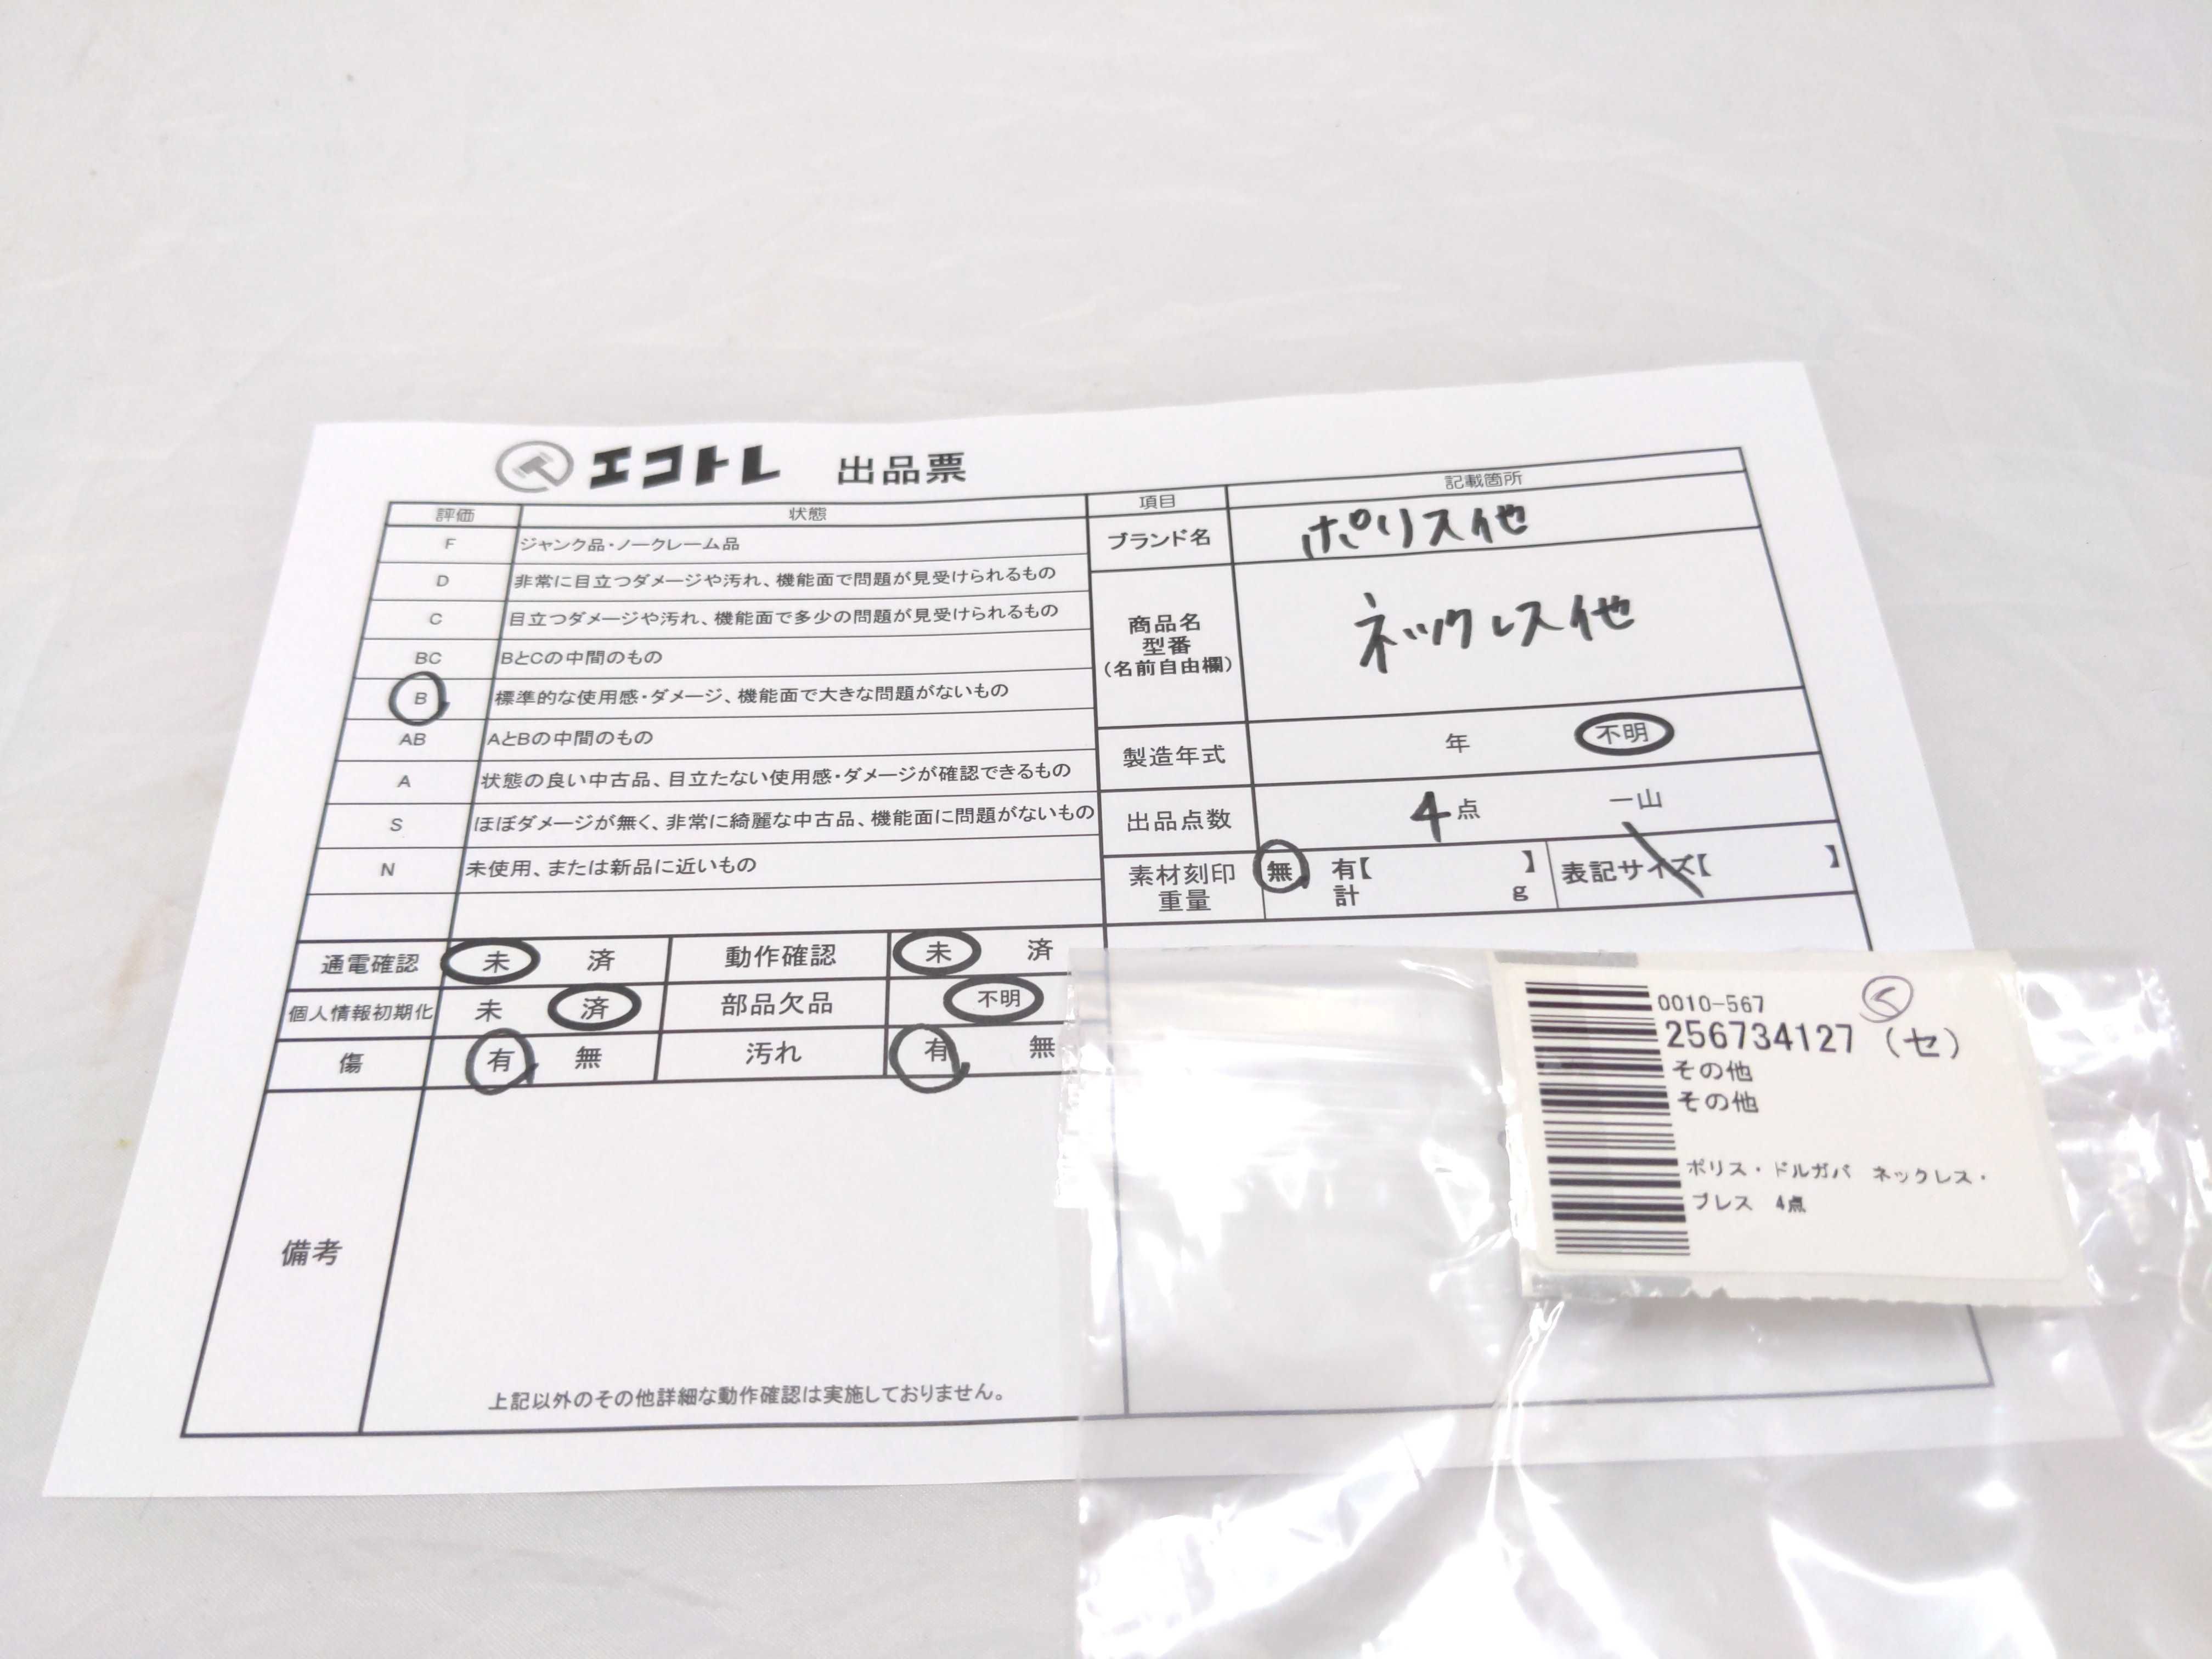 エコトレ 出品票
評価 状態
F ジャンク品・ノークレーム品
D 非常に目立つダメージや汚れ、機能面で問題が見受けられるもの
C 目立つダメージや汚れ、機能面で多少の問題が見受けられるもの
BC BとCの中間のもの
B 標準的な使用感・ダメージ、機能面で大きな問題がないもの
AB AとBの中間のもの
A 状態の良い中古品、目立たない使用感・ダメージが確認できるもの
S ほぼダメージが無く、非常に綺麗な中古品、機能面に問題がないもの
N 未使用、または新品に近いもの
項目 記載箇所
ブランド名 ポリス他
商品名
型番
(名前自由欄)
ネックレス他
製造年式 年 不明
出品点数 4点 一山
素材刻印 無 有【 】 表記サイズ【 】
重量 計 g
通電確認 未 済 動作確認 未 済
個人情報初期化 未 済 部品欠品 不明
傷 有 無 汚れ 有 無
備考
上記以外のその他詳細な動作確認は実施しておりません。
0010-567
256734127 (セ)
その他
その他
ポリス・ドルガバ ネックレス・
ブレス 4点